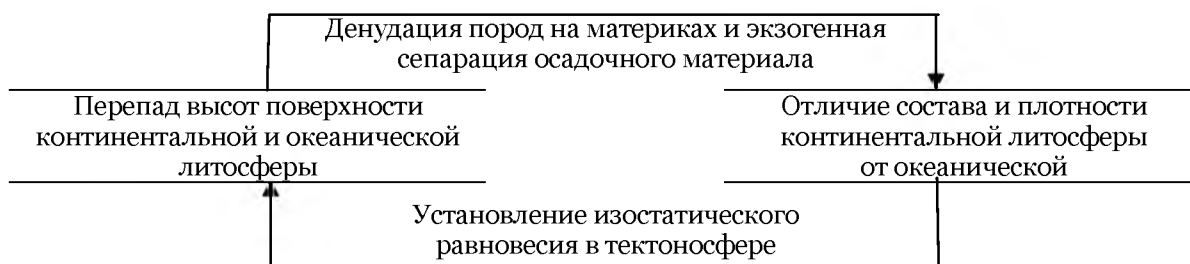 Денудация пород на материках и экзогенная
сепарация осадочного материала
Перепад высот поверхности
континентальной и океанической
литосферы
Отличие состава и плотности
континентальной литосферы
от океанической
Установление изостатического
равновесия в тектоносфере